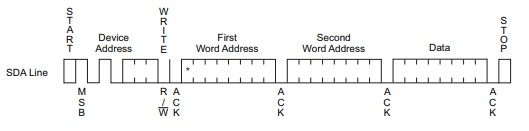 START
Device
Address
WRITE
First
Word Address
Second
Word Address
Data
STOP
SDA Line
*
MSB
R/W
ACK
ACK
ACK
ACK